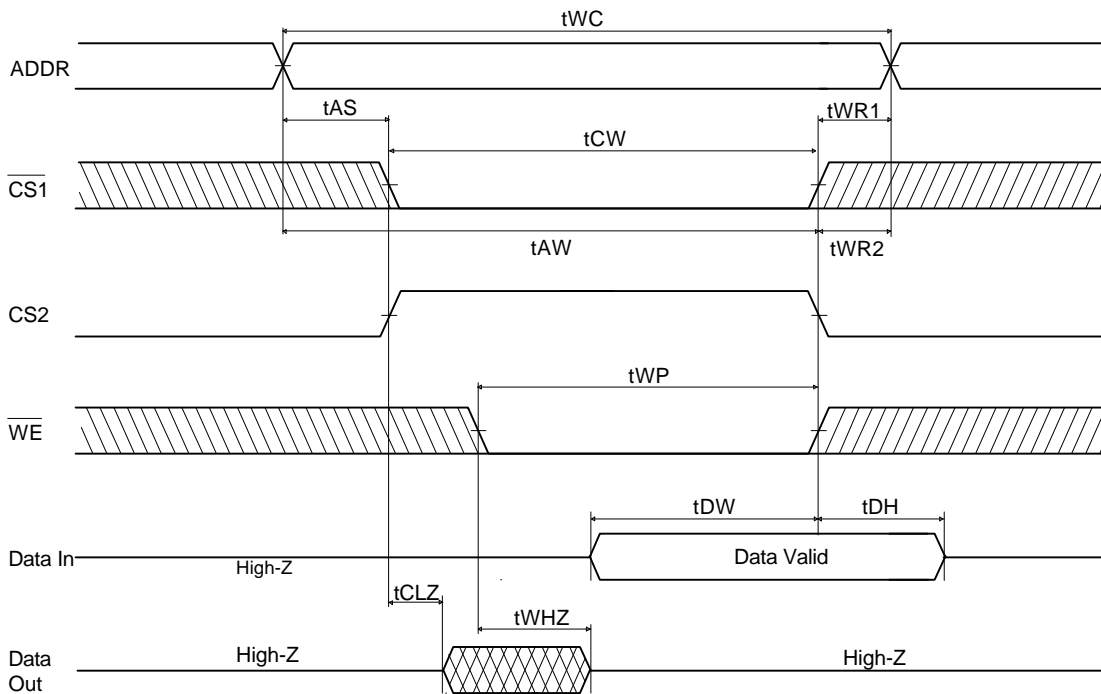 tWC
ADDR
tAS
tWR1
tCW
CS1
tAW
tWR2
CS2
tWP
WE
tDW
tDH
Data In
High-Z
Data Valid
tCLZ
tWHZ
Data
Out
High-Z
High-Z